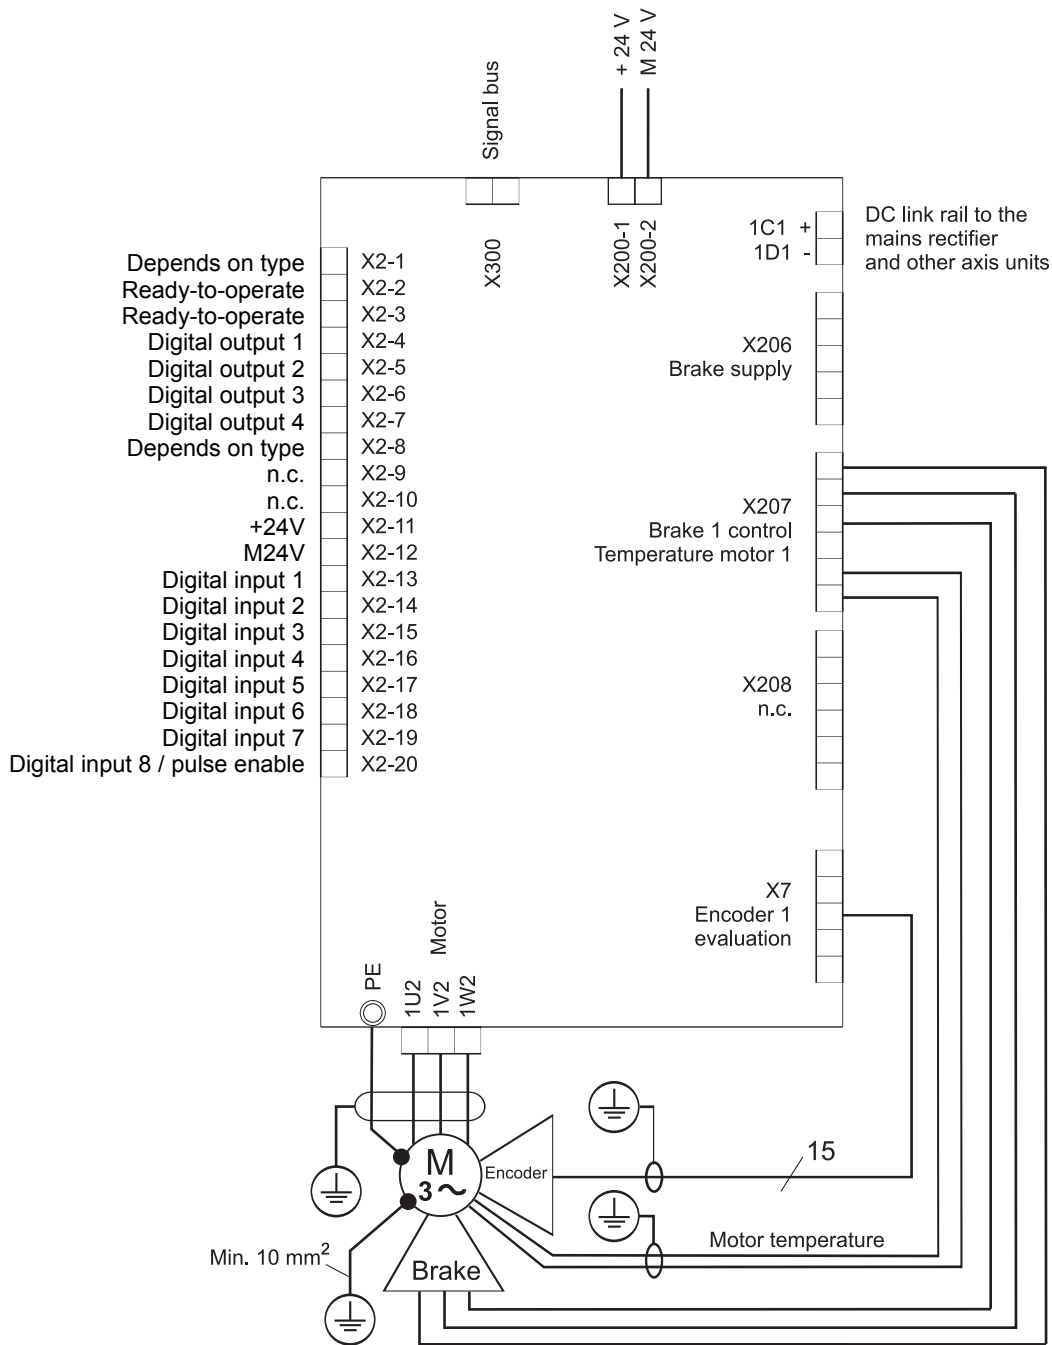 + 24 V
M 24 V
Signal bus
X300
X200-1
X200-2
1C1 +
1D1 -
DC link rail to the
mains rectifier
and other axis units
Depends on type X2-1
Ready-to-operate X2-2
Ready-to-operate X2-3
Digital output 1 X2-4
Digital output 2 X2-5
Digital output 3 X2-6
Digital output 4 X2-7
Depends on type X2-8
n.c. X2-9
n.c. X2-10
+24V X2-11
M24V X2-12
Digital input 1 X2-13
Digital input 2 X2-14
Digital input 3 X2-15
Digital input 4 X2-16
Digital input 5 X2-17
Digital input 6 X2-18
Digital input 7 X2-19
Digital input 8 / pulse enable X2-20
X206
Brake supply
X207
Brake 1 control
Temperature motor 1
X208
n.c.
X7
Encoder 1
evaluation
Motor
PE
1U2
1V2
1W2
M
3 ~
Encoder
15
Motor temperature
Min. 10 mm²
Brake